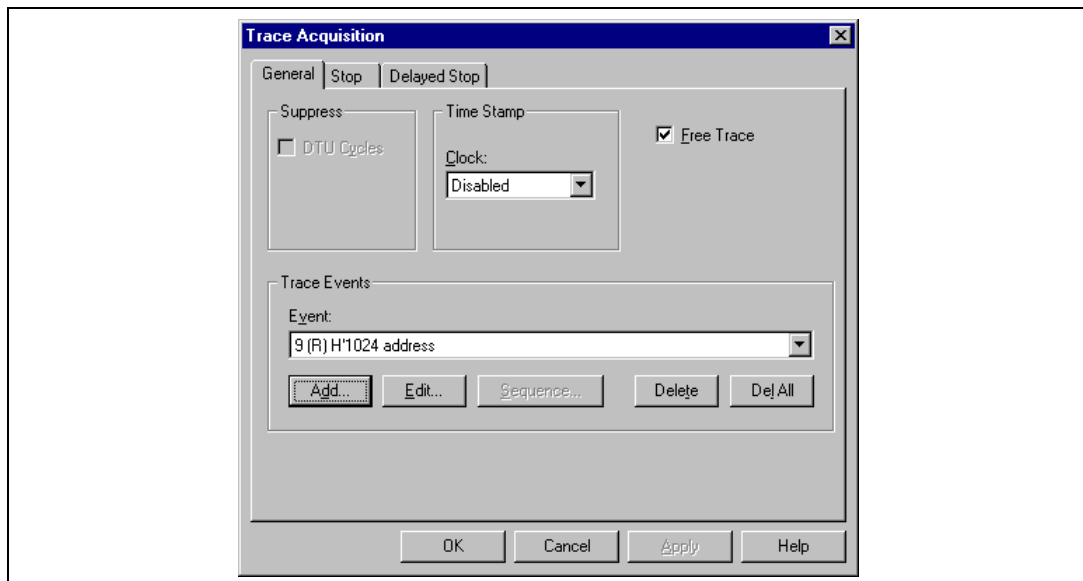 Trace Acquisition
General Stop Delayed Stop
Suppress
DTU Cycles
Time Stamp
Clock:
Disabled
Free Trace
Trace Events
Event:
9 (R) H'1024 address
Add... Edit... Sequence... Delete Del All
OK Cancel Apply Help